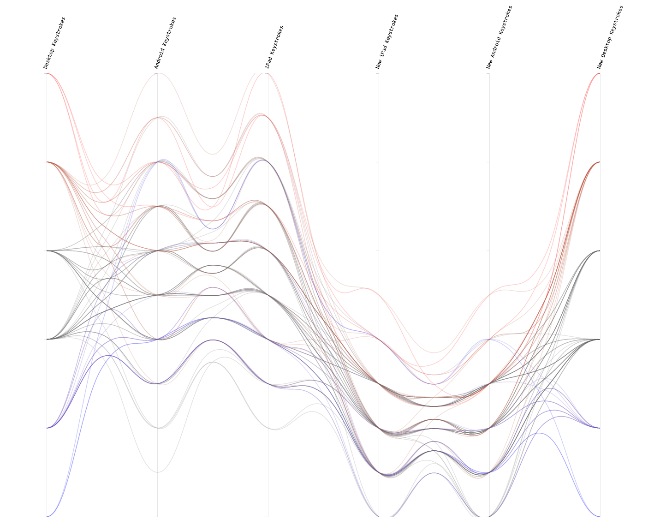 Desktop Keystrokes
Android Keystrokes
iPad Keystrokes
New iPad Keystrokes
New Android Keystrokes
New Desktop Keystrokes